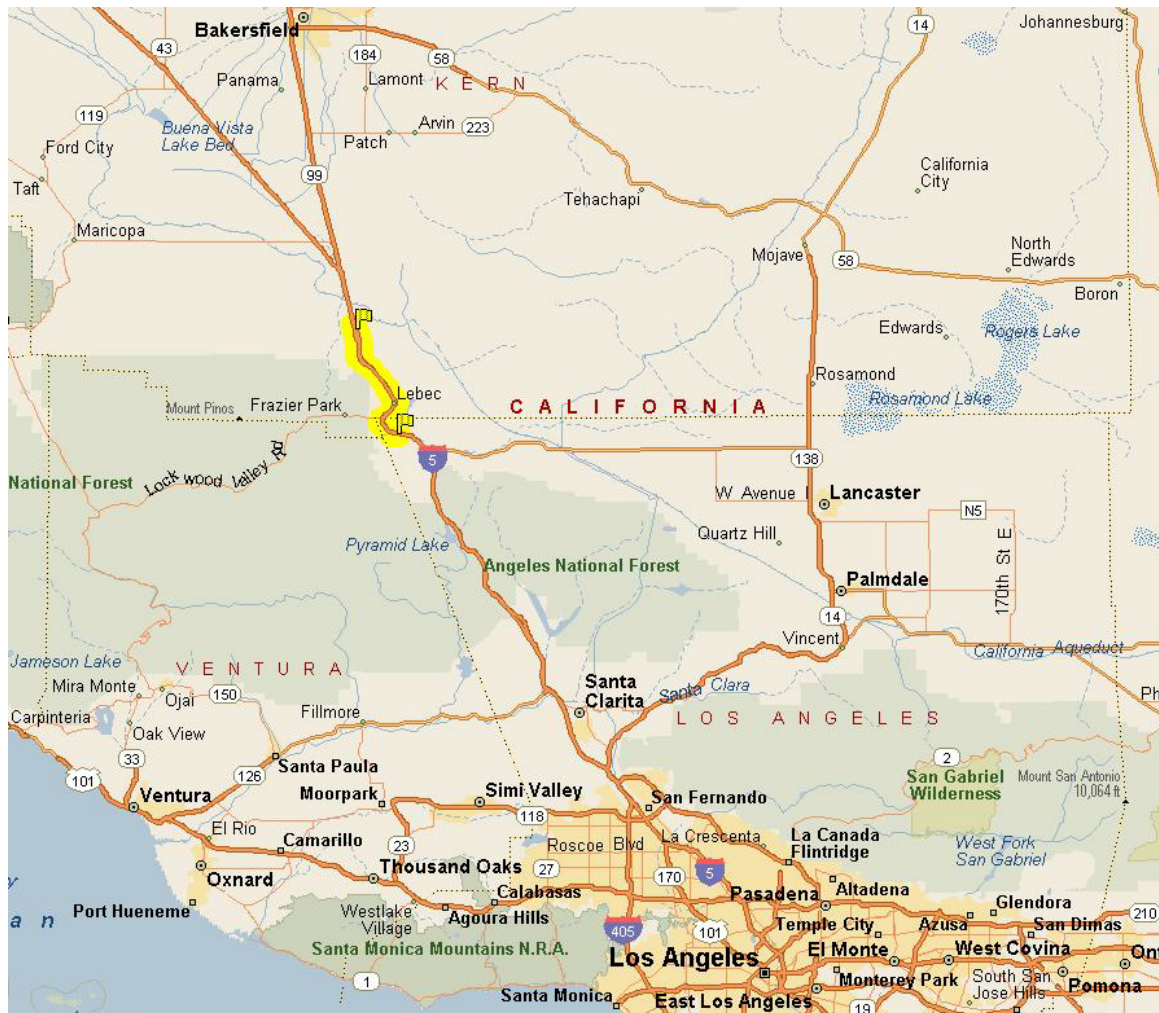 Johannesburg
Bakersfield
14
43
184
58
Panama
Lamont
KERN
119
Buena Vista
Lake Bed
Arvin
223
Patch
Ford City
99
California
City
Taft
Tehachapi
Maricopa
Mojave
58
North
Edwards
Boron
Edwards
Rogers Lake
Lebec
Rosamond
Mount Pinos
Frazier Park
CALIFORNIA
Rosamond Lake
Lockwood Valley Rd
5
138
National Forest
W Avenue I
Lancaster
N5
Quartz Hill
Pyramid Lake
Angeles National Forest
170th St E
Palmdale
14
Vincent
California Aqueduct
Jameson Lake
VENTURA
Mira Monte
Ojai
150
Santa
Clarita
Santa Clara
Ph
Carpinteria
Fillmore
LOS ANGELES
Oak View
33
2
101
126
Santa Paula
San Gabriel
Wilderness
Mount San Antonio
10,064 ft
Ventura
Moorpark
Simi Valley
San Fernando
118
El Rio
Camarillo
23
Roscoe Blvd
La Crescenta
La Canada
Flintridge
West Fork
San Gabriel
Oxnard
Thousand Oaks
27
170
5
Pasadena
Altadena
Calabasas
Glendora
Port Hueneme
Westlake
Village
Agoura Hills
Temple City
Azusa
San Dimas
210
an
405
101
Santa Monica Mountains N.R.A.
Los Angeles
El Monte
West Covina
Ont
1
Monterey Park
South San
Jose Hills
Pomona
Santa Monica
East Los Angeles
19